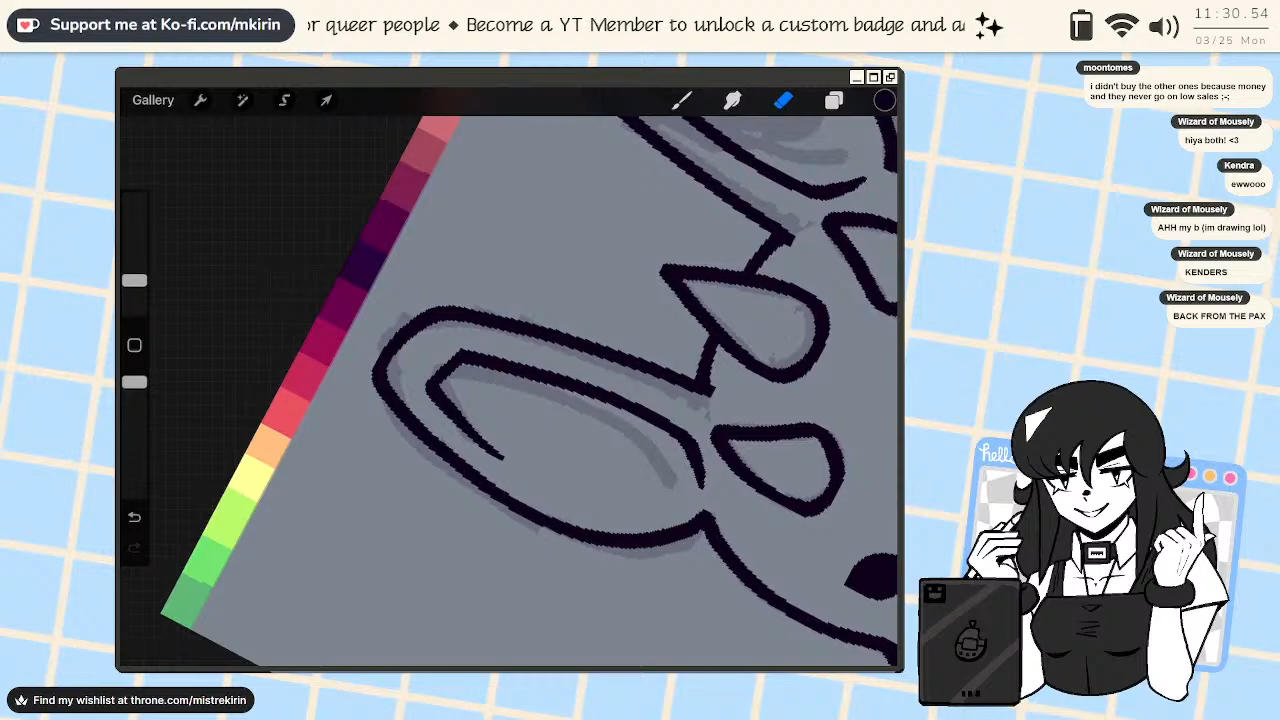 Support me at Ko-fi.com/mkirin
or queer people ◆ Become a YT Member to unlock a custom badge and a
11:30.54
03/25 Mon
Gallery
moontomes
i didn't buy the other ones because money
and they never go on low sales ;-;
Wizard of Mousely
hiya both! <3
Kendra
ewwooo
Wizard of Mousely
AHH my b (im drawing lol)
Wizard of Mousely
KENDERS
Wizard of Mousely
BACK FROM THE PAX
hello
Find my wishlist at throne.com/mistrekirin